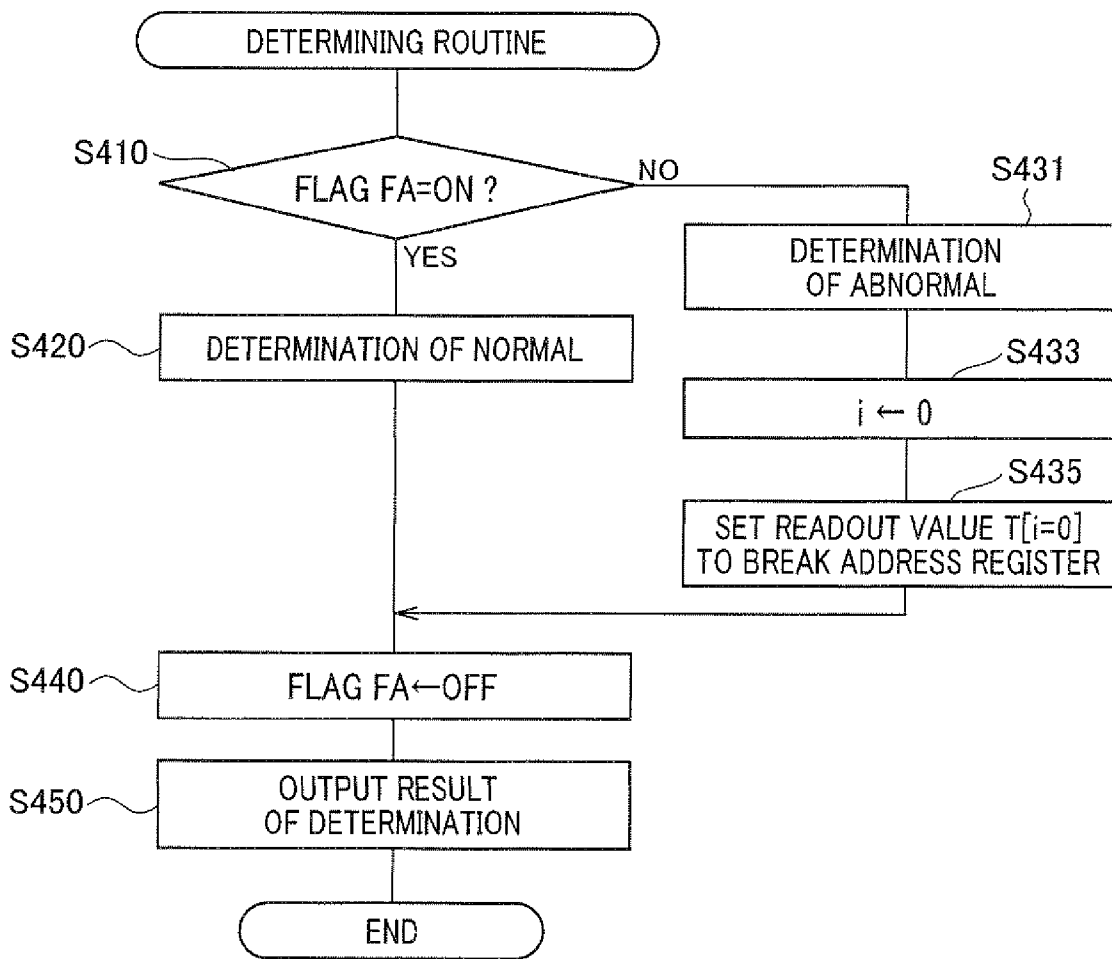 DETERMINING ROUTINE
S410
FLAG FA=ON ?
NO
YES
S431
DETERMINATION
OF ABNORMAL
S420
DETERMINATION OF NORMAL
S433
i ← 0
S435
SET READOUT VALUE T[i=0]
TO BREAK ADDRESS REGISTER
S440
FLAG FA←OFF
S450
OUTPUT RESULT
OF DETERMINATION
END